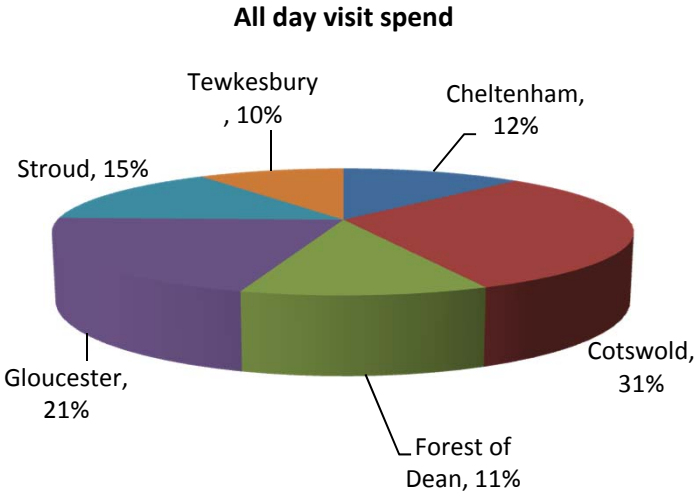 All day visit spend
Tewkesbury
, 10%
Cheltenham,
12%
Stroud, 15%
Cotswold,
31%
Gloucester,
21%
Forest of
Dean, 11%